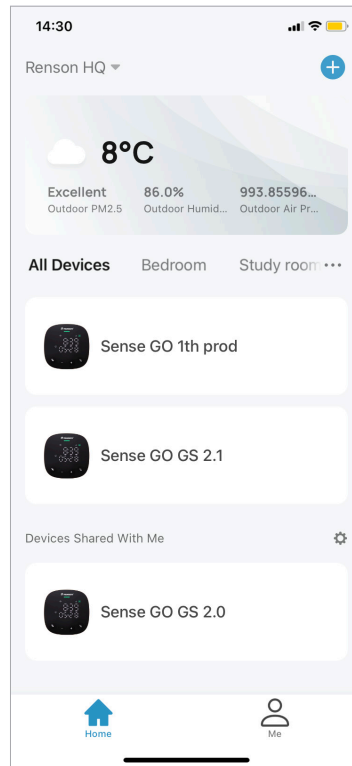 14:30
Renson HQ
8°C
Excellent 86.0% 993.85596...
Outdoor PM2.5 Outdoor Humid... Outdoor Air Pr...
All Devices Bedroom Study room
Sense GO 1th prod
Sense GO GS 2.1
Devices Shared With Me
Sense GO GS 2.0
Home Me